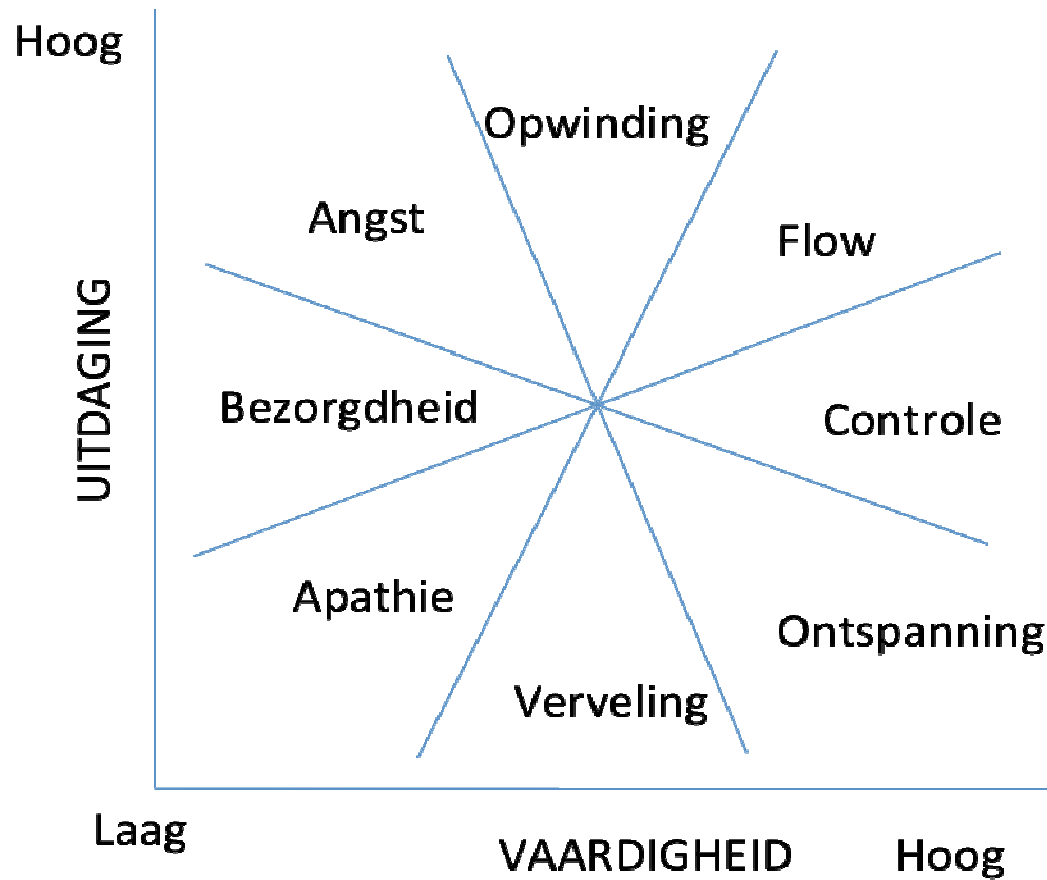 Hoog
Opwinding
Angst
Flow
UITDAGING
Bezorgdheid
Controle
Apathie
Ontspanning
Verveling
Laag
VAARDIGHEID
Hoog